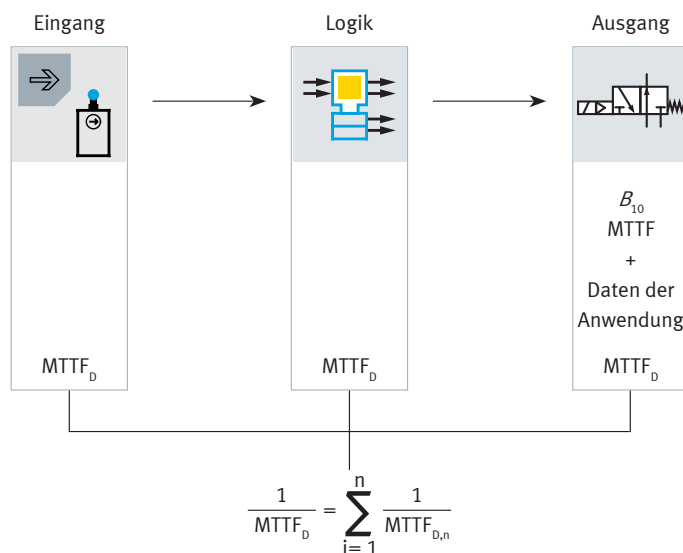 Eingang Logik Ausgang
B10
MTTF
+
Daten der
Anwendung
MTTFD MTTFD MTTFD
n
1/MTTFD = ∑ 1/MTTFD,n
i= 1